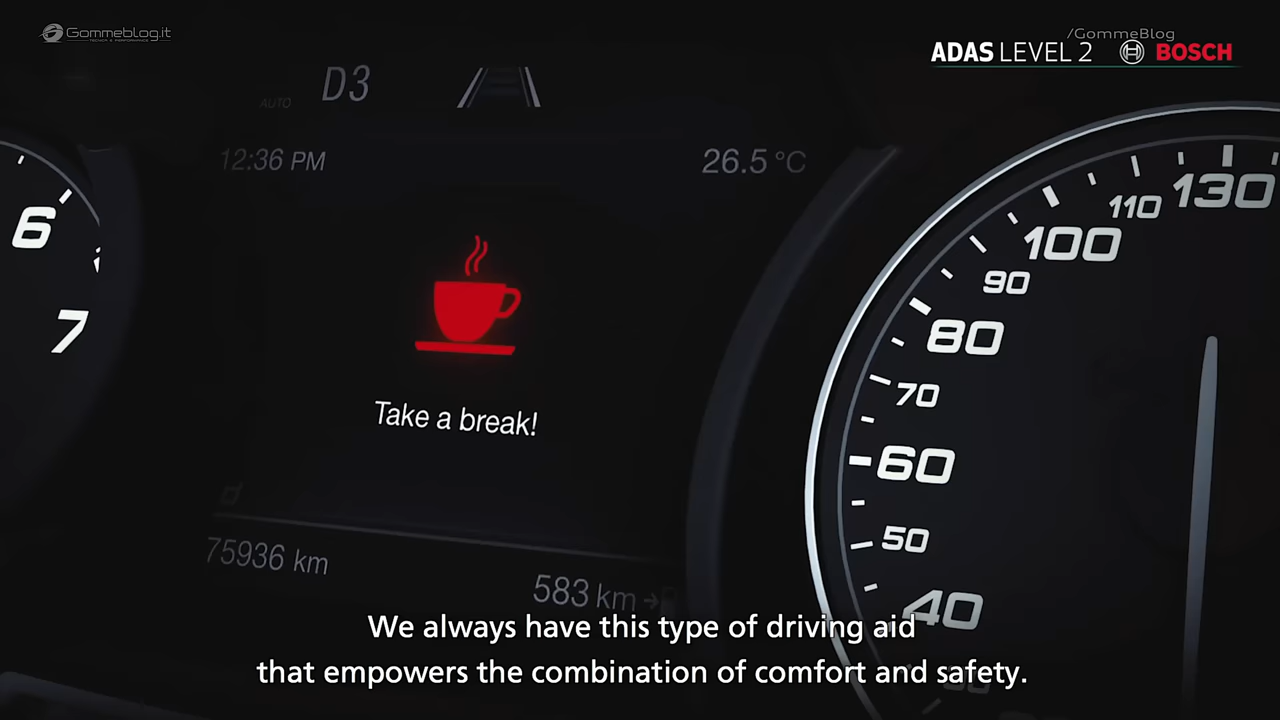 Gommeblog.it
/GommeBlog
ADAS LEVEL 2 BOSCH
AUTO D3
12:36 PM
26.5 °C
Take a break!
75936 km
583 km
6
7
130
110
100
90
80
70
60
50
40
We always have this type of driving aid
that empowers the combination of comfort and safety.